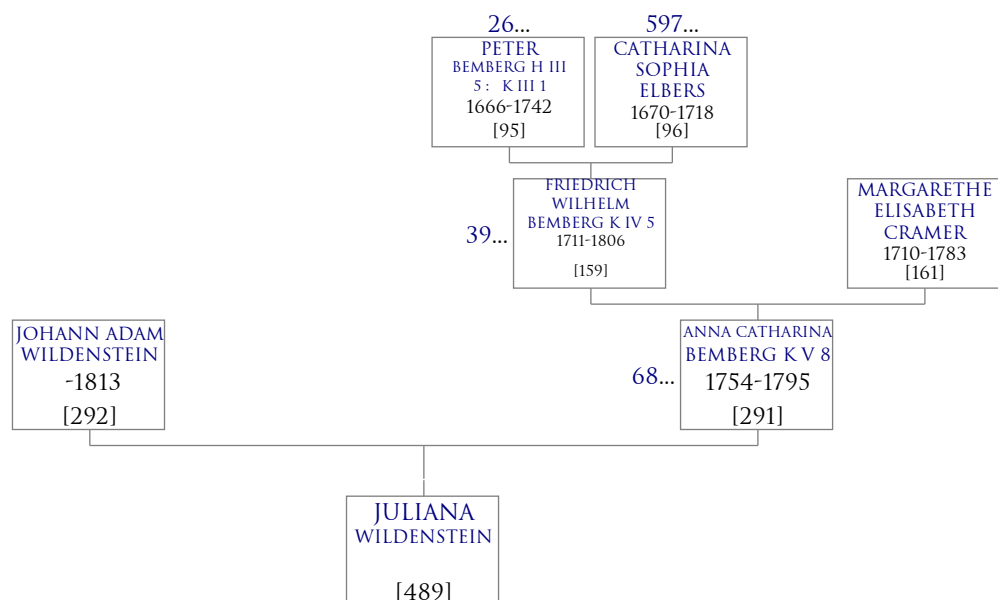 26...
PETER
BEMBERG H III
5 : K III 1
1666-1742
[95]
597...
CATHARINA
SOPHIA
ELBERS
1670-1718
[96]
39...
FRIEDRICH
WILHELM
BEMBERG K IV 5
1711-1806
[159]
MARGARETHE
ELISABETH
CRAMER
1710-1783
[161]
JOHANN ADAM
WILDENSTEIN
-1813
[292]
68...
ANNA CATHARINA
BEMBERG K V 8
1754-1795
[291]
JULIANA
WILDENSTEIN
[489]